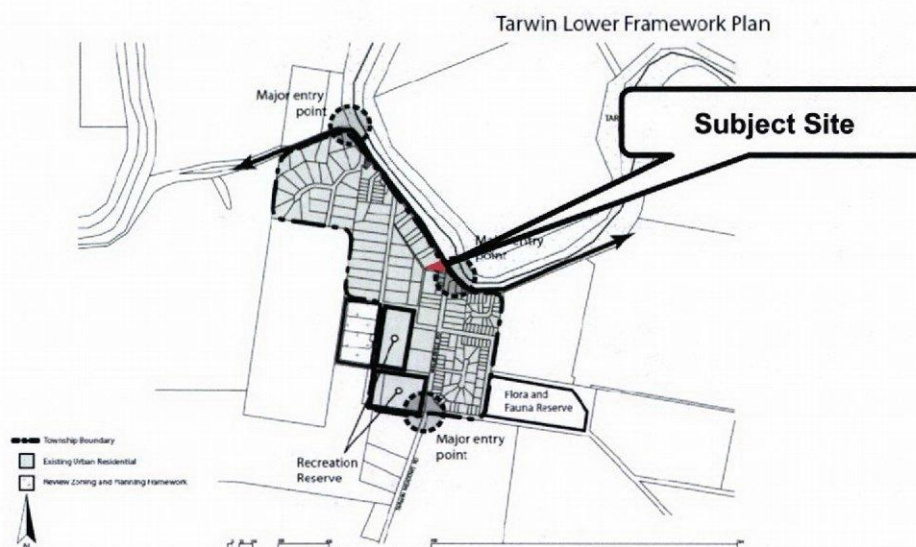 Tarwin Lower Framework Plan
Major entry
point
Subject Site
Major entry
point
Flora and
Fauna Reserve
Major entry
point
Recreation
Reserve
Township Boundary
Existing Urban Residential
Review Zoning and Planning Framework
N